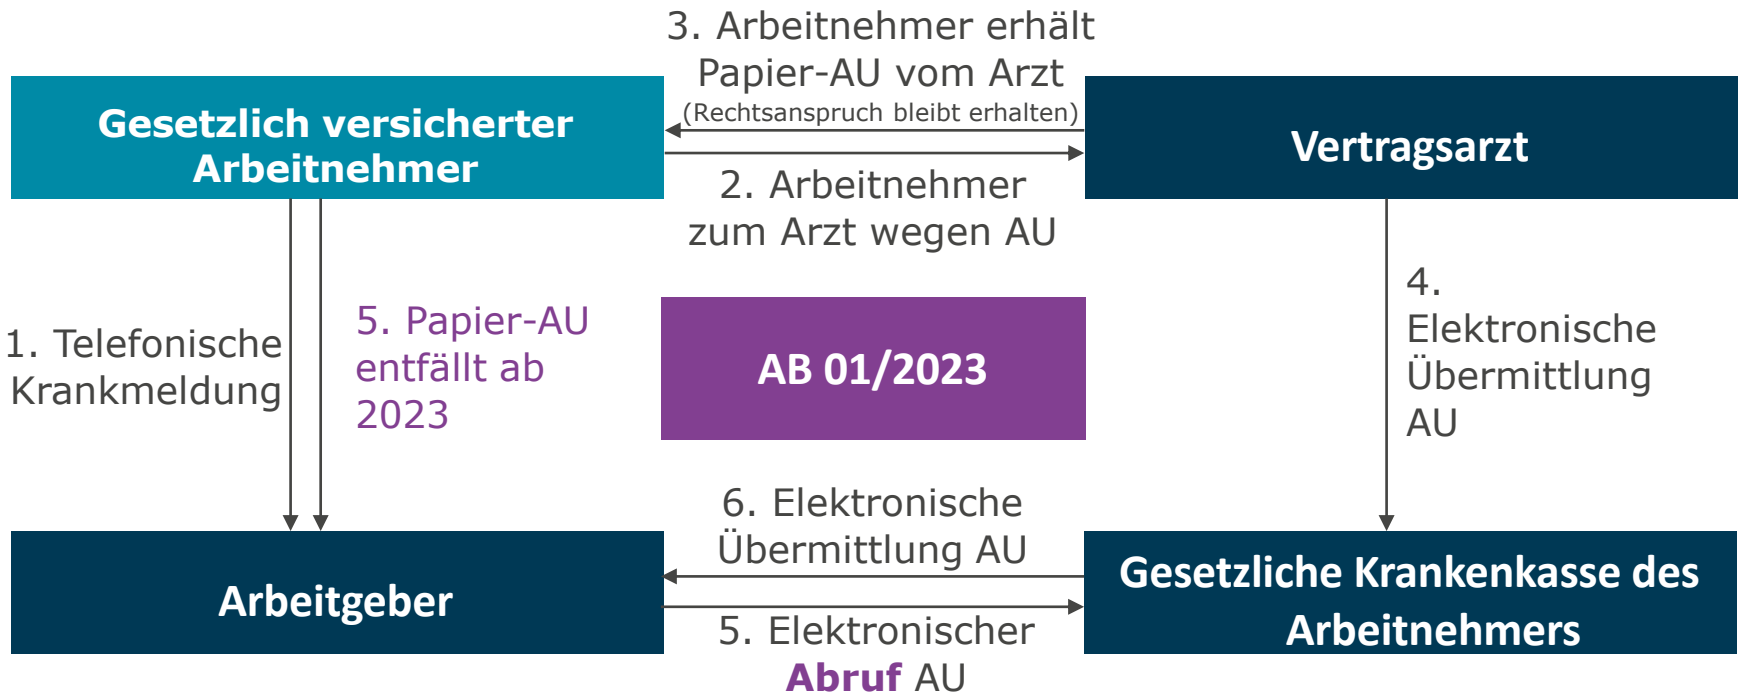 3. Arbeitnehmer erhält
Papier-AU vom Arzt
(Rechtsanspruch bleibt erhalten)
Gesetzlich versicherter
Arbeitnehmer
Vertragsarzt
2. Arbeitnehmer
zum Arzt wegen AU
1. Telefonische
Krankmeldung
5. Papier-AU
entfällt ab
2023
AB 01/2023
4.
Elektronische
Übermittlung
AU
6. Elektronische
Übermittlung AU
Arbeitgeber
Gesetzliche Krankenkasse des
Arbeitnehmers
5. Elektronischer
Abruf AU